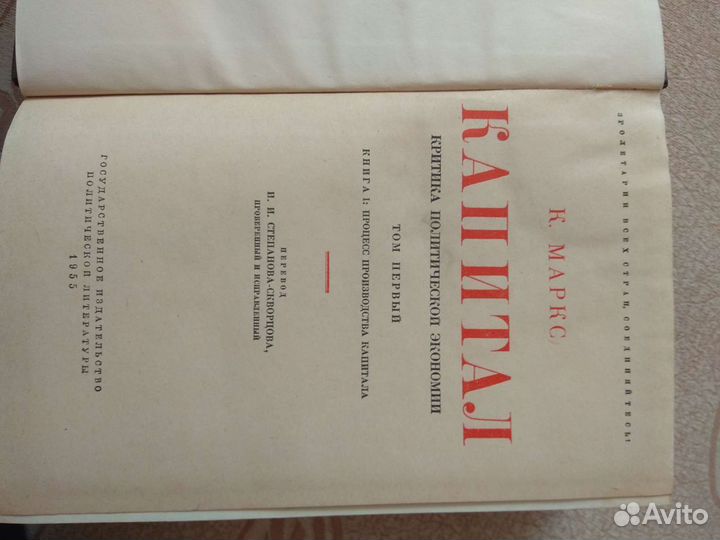 ПРОЛЕТАРИИ ВСЕХ СТРАН, СОЕДИНЯЙТЕСЬ!
К. МАРКС
КАПИТАЛ
КРИТИКА ПОЛИТИЧЕСКОЙ ЭКОНОМИИ
ТОМ ПЕРВЫЙ
КНИГА I: ПРОЦЕСС ПРОИЗВОДСТВА КАПИТАЛА
ПЕРЕВОД
И. И. СТЕПАНОВА-СКВОРЦОВА,
ПРОВЕРЕННЫЙ И ИСПРАВЛЕННЫЙ
ГОСУДАРСТВЕННОЕ ИЗДАТЕЛЬСТВО
ПОЛИТИЧЕСКОЙ ЛИТЕРАТУРЫ
1955
Avito